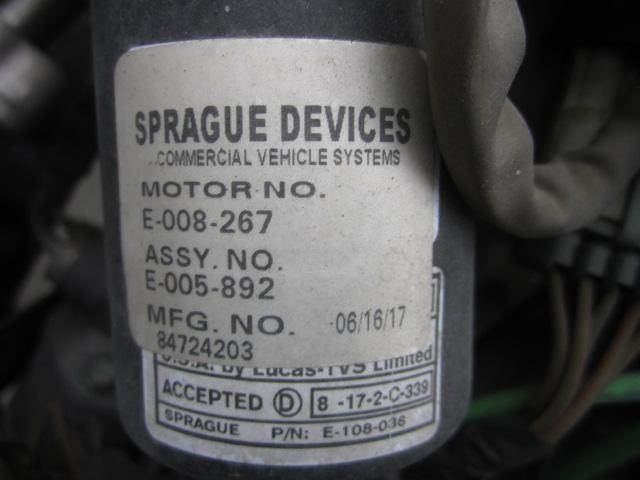 SPRAGUE DEVICES
COMMERCIAL VEHICLE SYSTEMS
MOTOR NO.
E-008-267
ASSY. NO.
E-005-892
MFG. NO. 06/16/17
84724203
U.S.A. by Lucas-TVS Limited
ACCEPTED D 8 -17-2-C-339
SPRAGUE P/N: E-108-036